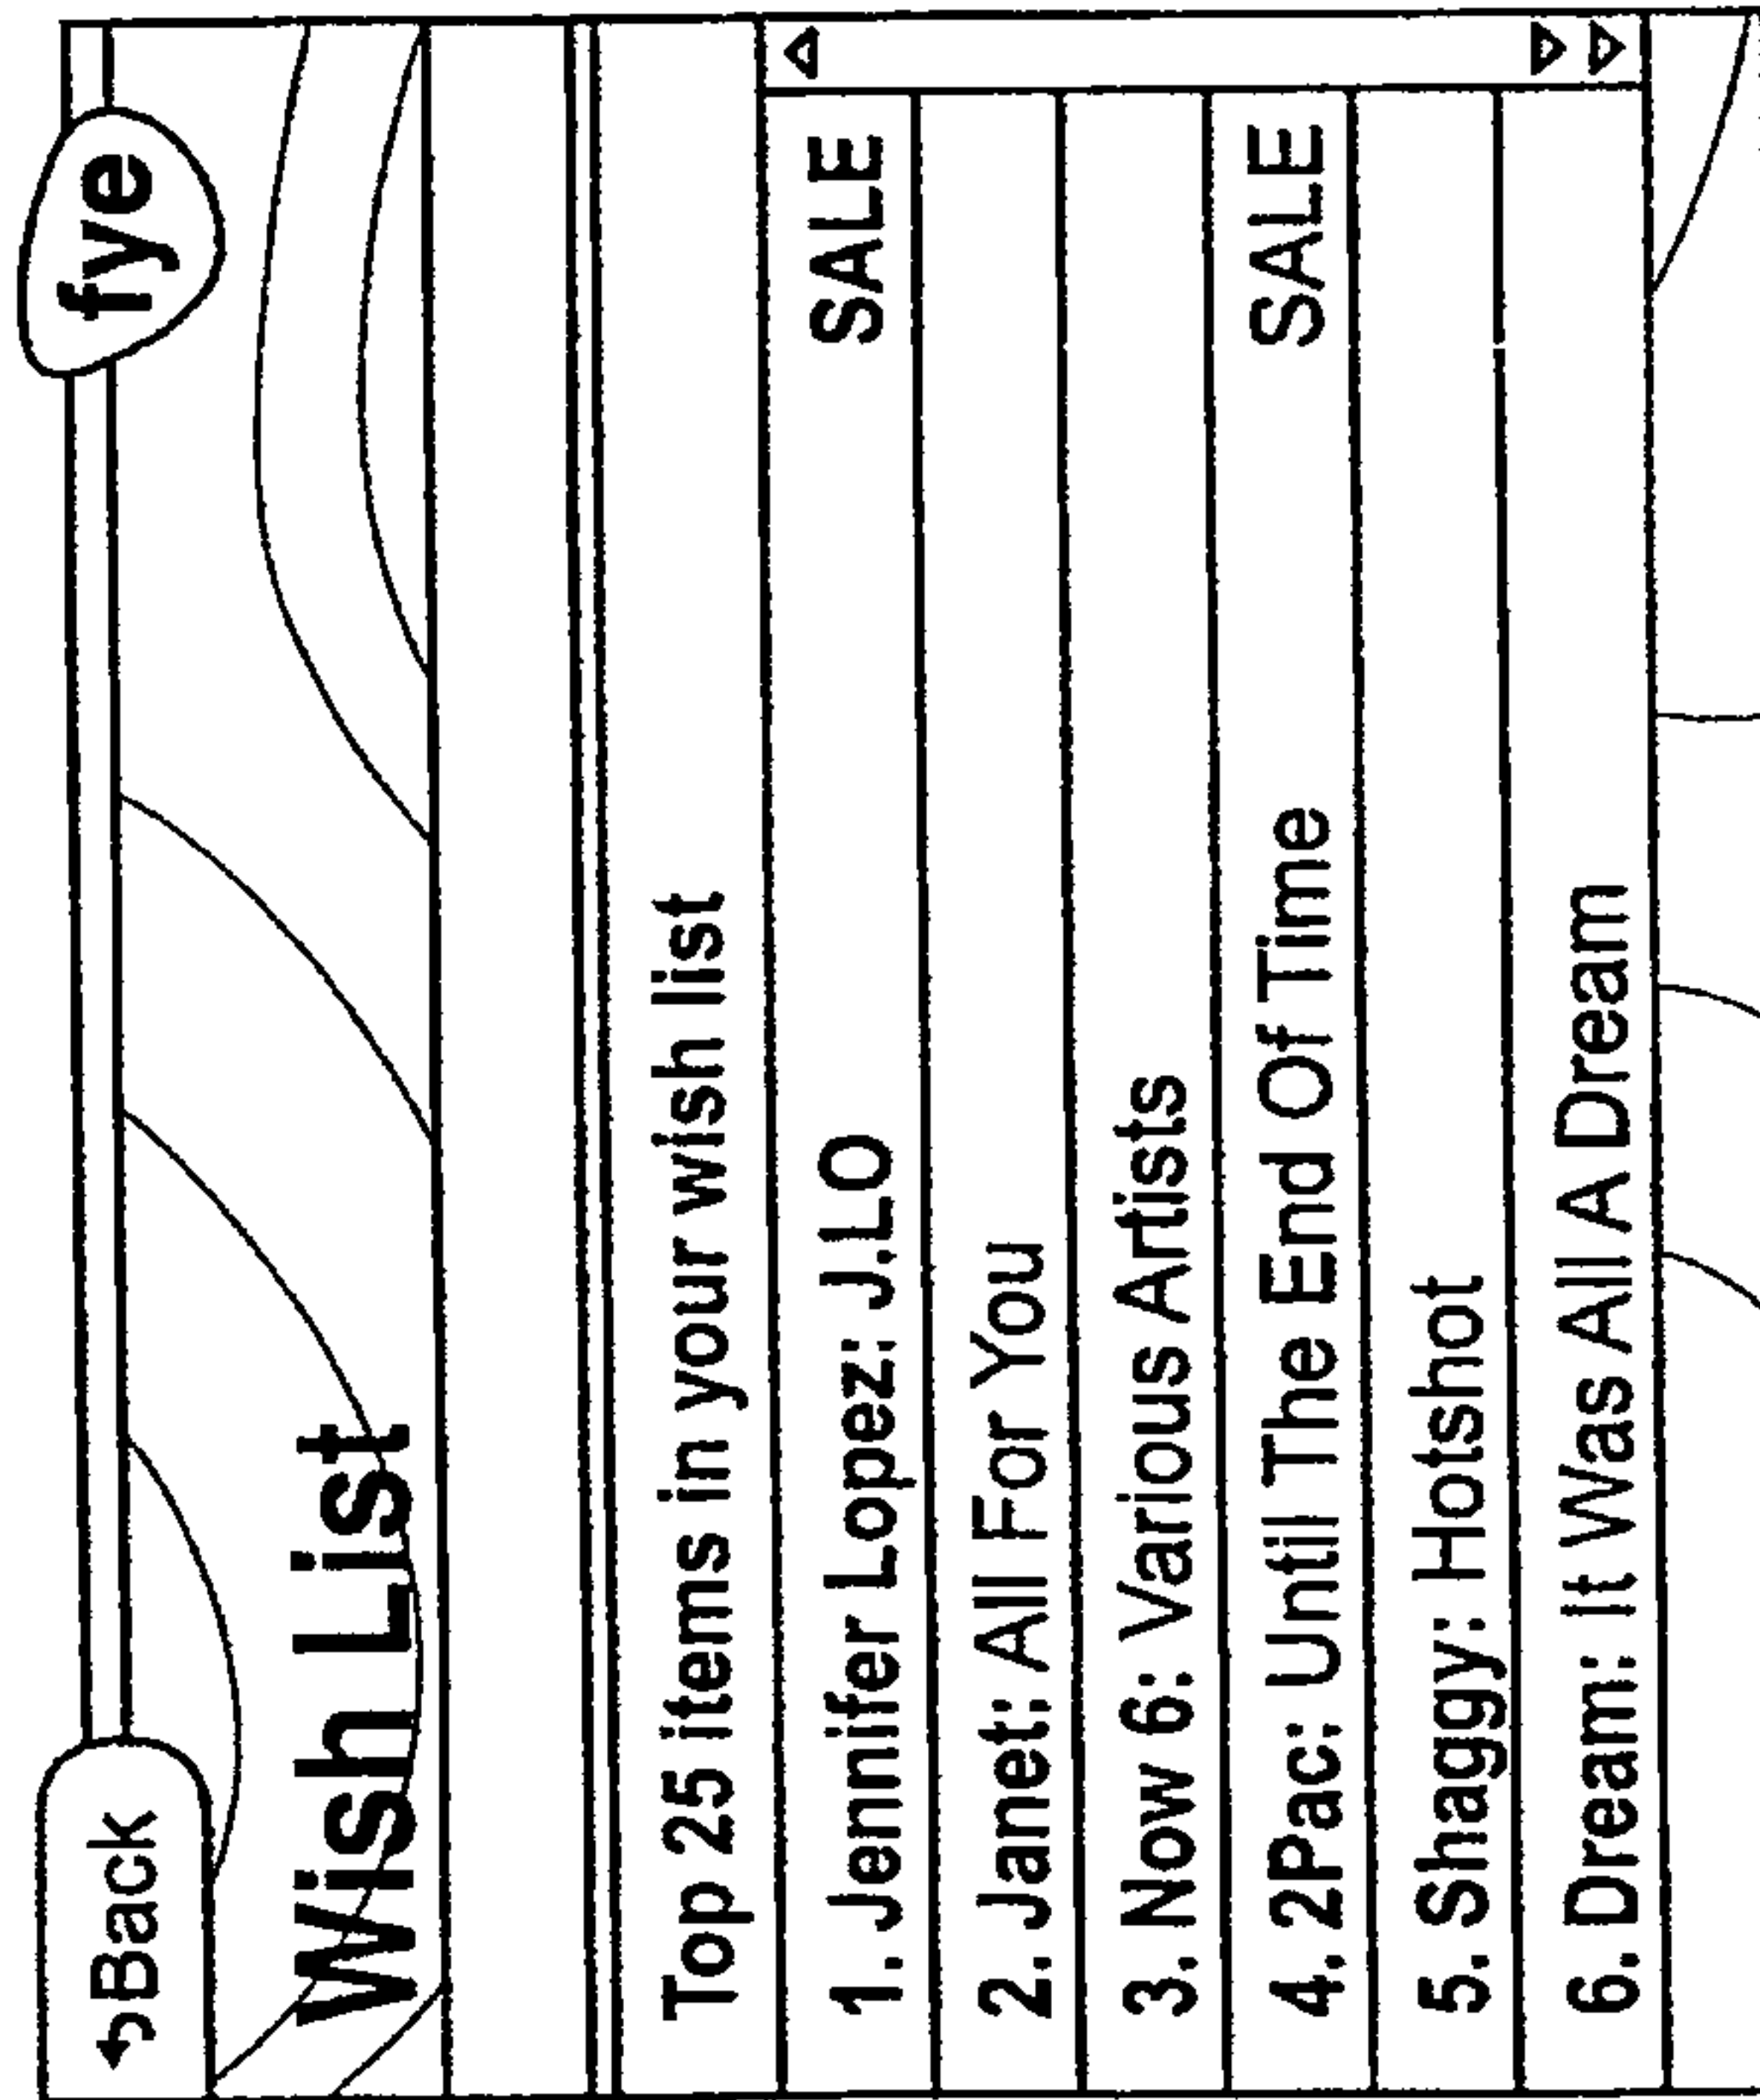 Back
fye
Wish List
Top 25 items in your wish list
1. Jennifer Lopez: J.LO SALE
2. Janet: All For You
3. Now 6: Various Artists
4. 2Pac: Until The End Of Time SALE
5. Shaggy: Hotshot
6. Dream: It Was All A Dream